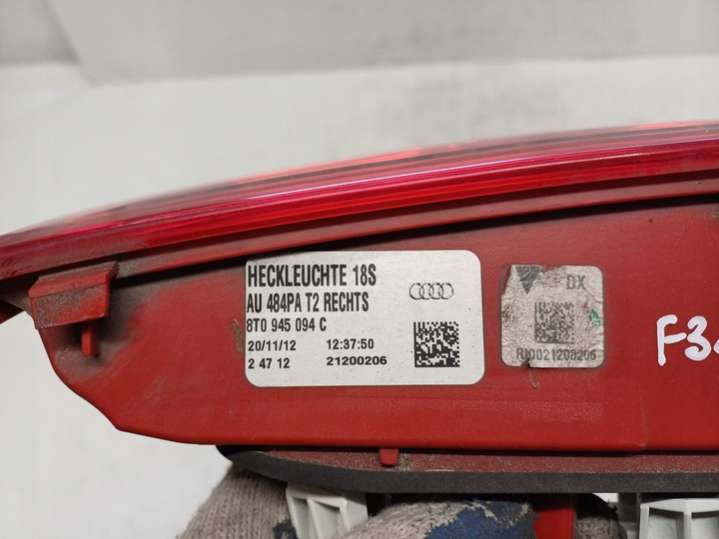 HECKLEUCHTE 18S
AU 484PA T2 RECHTS
8T0 945 094 C
20/11/12 12:37:50
2 47 12 21200206
DX